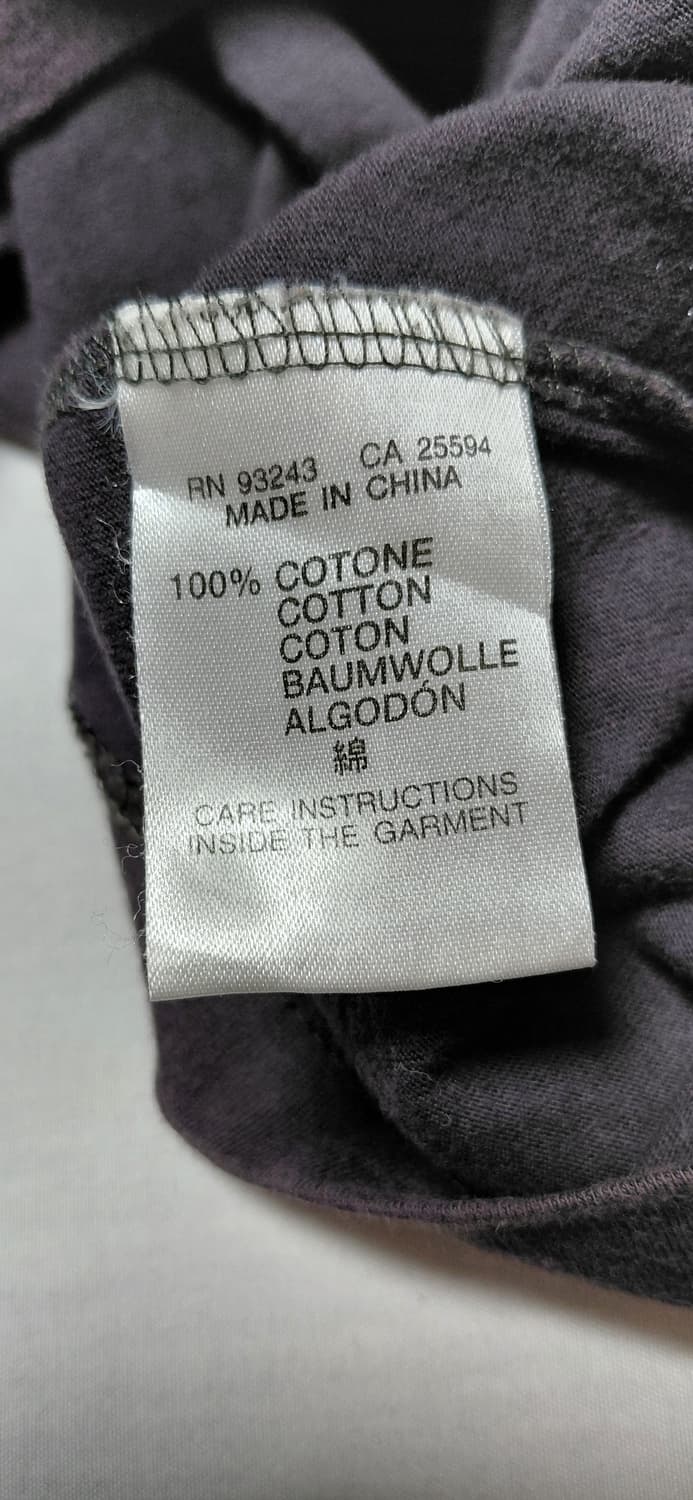 RN 93243 CA 25594
MADE IN CHINA
100% COTONE
COTTON
COTON
BAUMWOLLE
ALGODÓN
綿
CARE INSTRUCTIONS
INSIDE THE GARMENT